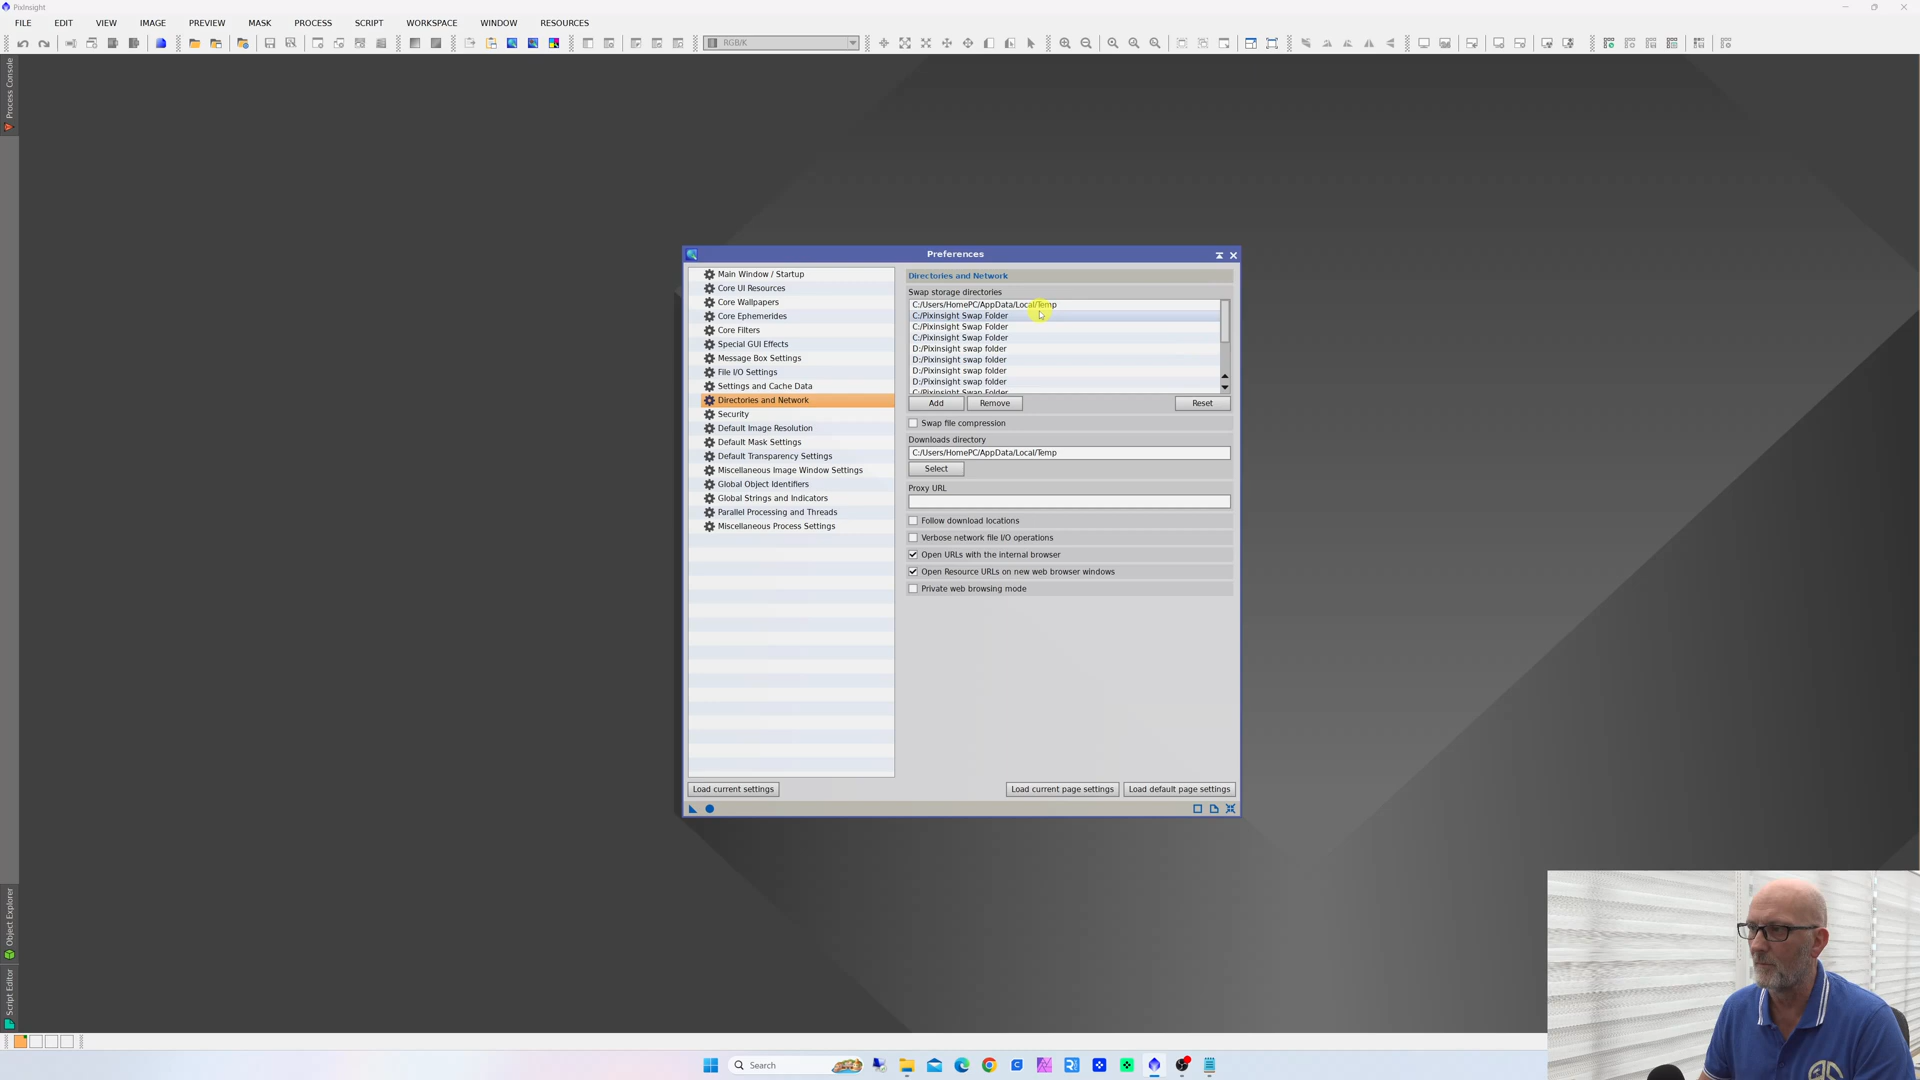 PixInsight
FILE EDIT VIEW IMAGE PREVIEW MASK PROCESS SCRIPT WORKSPACE WINDOW RESOURCES
RGB/K
Process Console
Preferences
Main Window / Startup
Core UI Resources
Core Wallpapers
Core Ephemerides
Core Filters
Special GUI Effects
Message Box Settings
File I/O Settings
Settings and Cache Data
Directories and Network
Security
Default Image Resolution
Default Mask Settings
Default Transparency Settings
Miscellaneous Image Window Settings
Global Object Identifiers
Global Strings and Indicators
Parallel Processing and Threads
Miscellaneous Process Settings
Directories and Network
Swap storage directories
C:/Users/HomePC/AppData/Local/Temp
C:/Pixinsight Swap Folder
C:/Pixinsight Swap Folder
C:/Pixinsight Swap Folder
D:/Pixinsight swap folder
D:/Pixinsight swap folder
D:/Pixinsight swap folder
D:/Pixinsight swap folder
C:/Pixinsight Swap Folder
Add Remove Reset
Swap file compression
Downloads directory
C:/Users/HomePC/AppData/Local/Temp
Select
Proxy URL
Follow download locations
Verbose network file I/O operations
Open URLs with the internal browser
Open Resource URLs on new web browser windows
Private web browsing mode
Load current settings Load current page settings Load default page settings
Object Explorer
Script Editor
Search